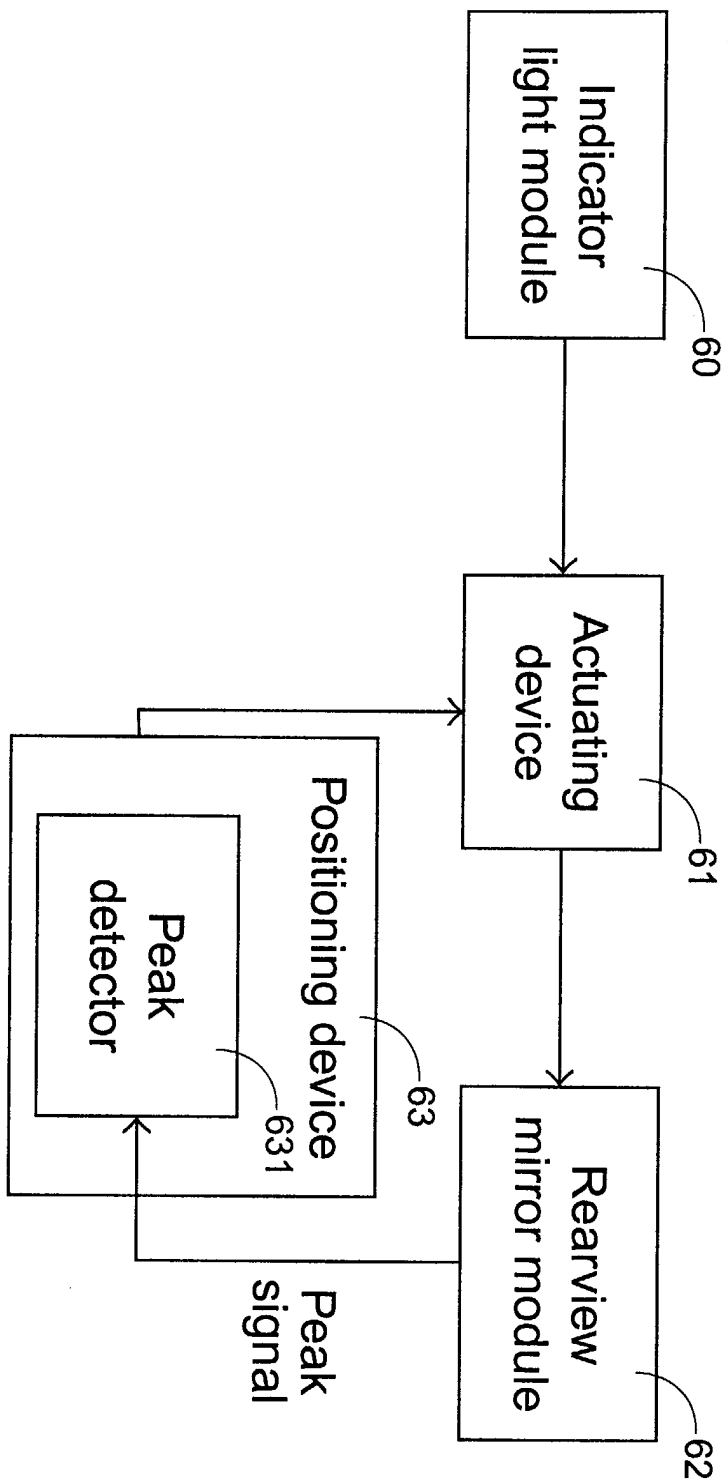 Indicator
light module
60
Actuating
device
61
Rearview
mirror module
62
Positioning device
63
Peak
detector
631
Peak
signal